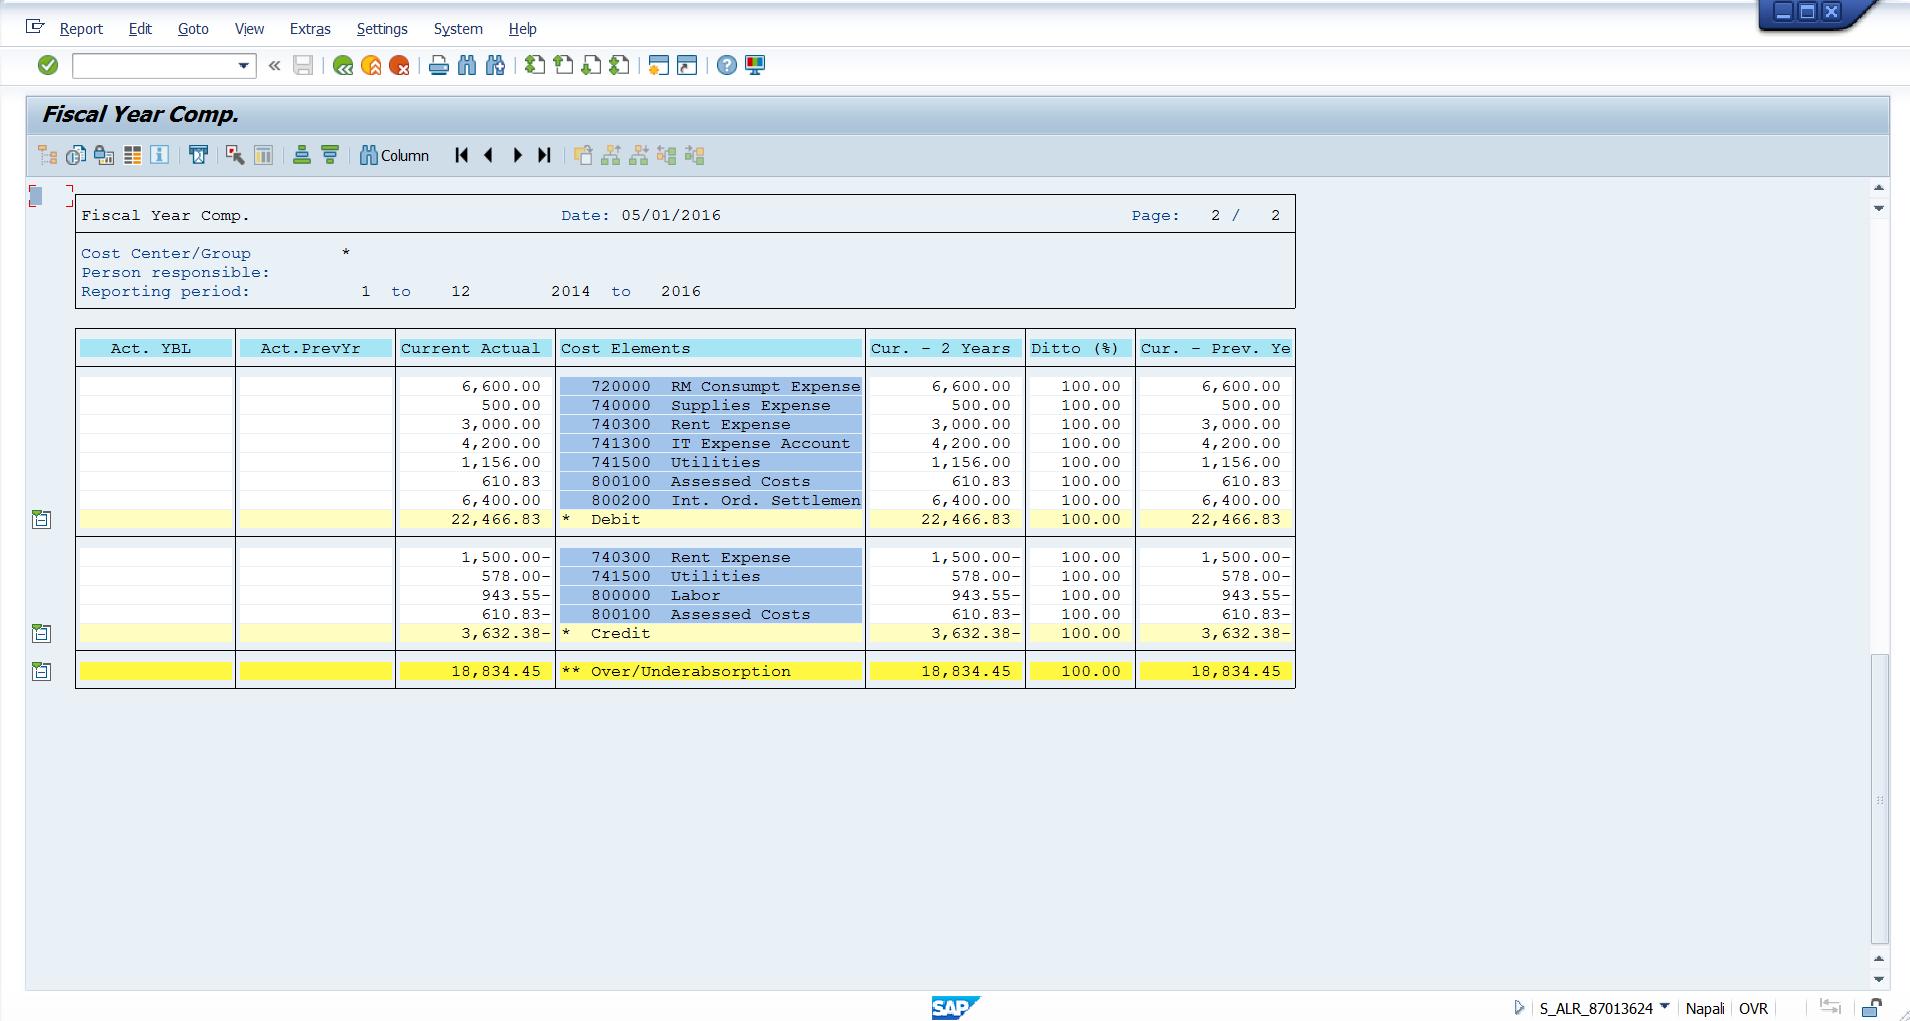 Report Edit Goto View Extras Settings System Help
Fiscal Year Comp.
Column
Fiscal Year Comp. Date: 05/01/2016 Page: 2 / 2
Cost Center/Group *
Person responsible:
Reporting period: 1 to 12 2014 to 2016
Act. YBL Act.PrevYr Current Actual Cost Elements Cur. - 2 Years Ditto (%) Cur. - Prev. Ye
6,600.00 720000 RM Consumpt Expense 6,600.00 100.00 6,600.00
500.00 740000 Supplies Expense 500.00 100.00 500.00
3,000.00 740300 Rent Expense 3,000.00 100.00 3,000.00
4,200.00 741300 IT Expense Account 4,200.00 100.00 4,200.00
1,156.00 741500 Utilities 1,156.00 100.00 1,156.00
610.83 800100 Assessed Costs 610.83 100.00 610.83
6,400.00 800200 Int. Ord. Settlemen 6,400.00 100.00 6,400.00
22,466.83 * Debit 22,466.83 100.00 22,466.83
1,500.00- 740300 Rent Expense 1,500.00- 100.00 1,500.00-
578.00- 741500 Utilities 578.00- 100.00 578.00-
943.55- 800000 Labor 943.55- 100.00 943.55-
610.83- 800100 Assessed Costs 610.83- 100.00 610.83-
3,632.38- * Credit 3,632.38- 100.00 3,632.38-
18,834.45 ** Over/Underabsorption 18,834.45 100.00 18,834.45
SAP S_ALR_87013624 Napali OVR